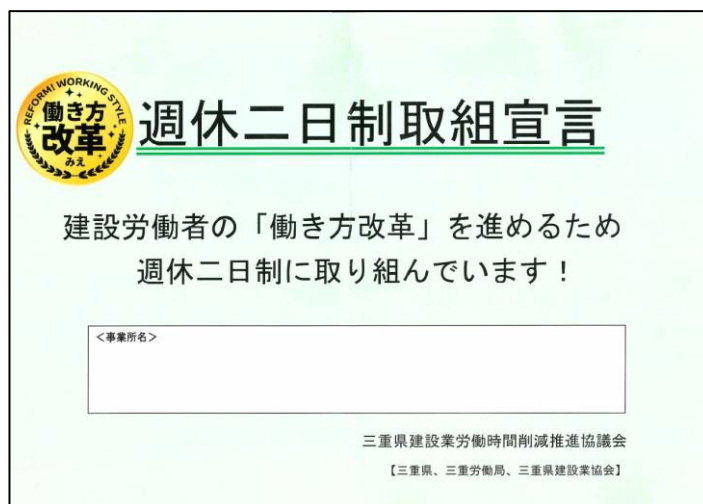 REFORM! WORKING STYLE
働き方
改革
みえ
週休二日制取組宣言
建設労働者の「働き方改革」を進めるため
週休二日制に取り組んでいます！
＜事業所名＞
三重県建設業労働時間削減推進協議会
【三重県、三重労働局、三重県建設業協会】